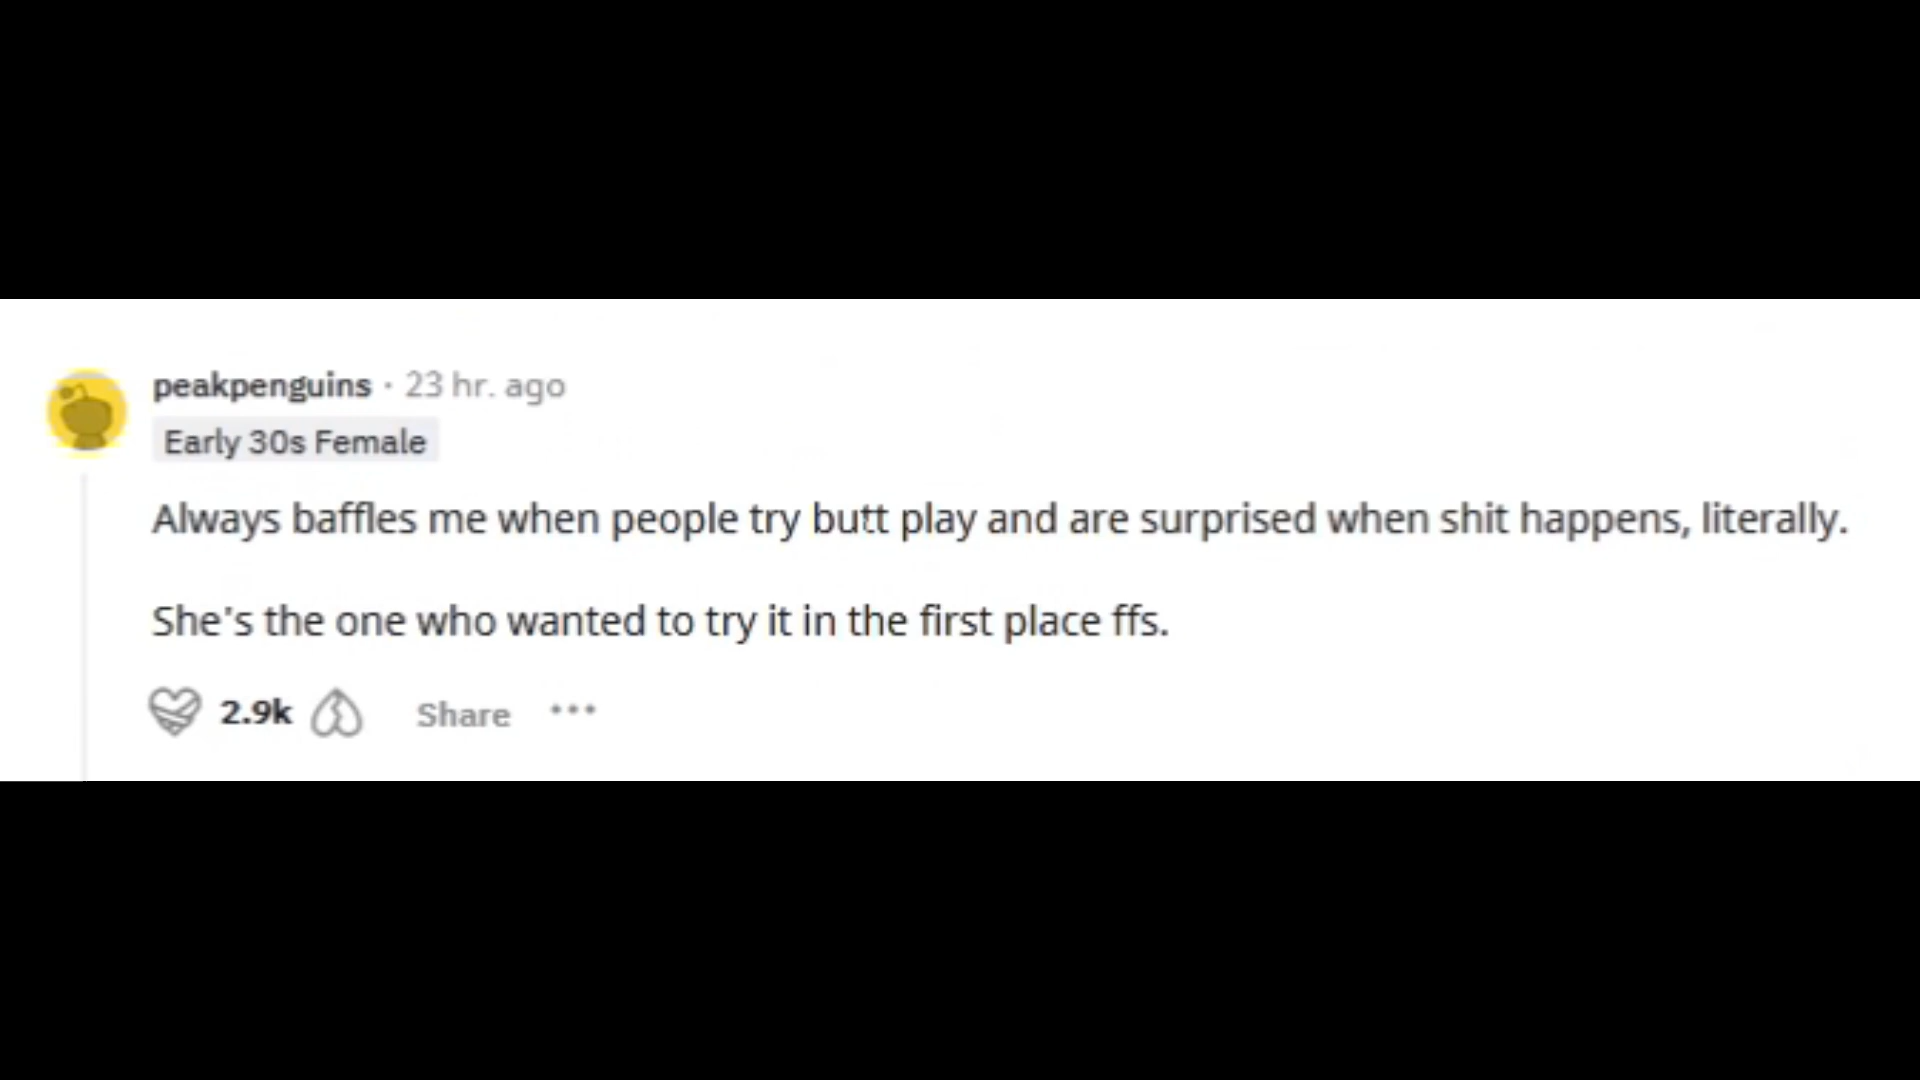 peakpenguins · 23 hr. ago
Early 30s Female
Always baffles me when people try butt play and are surprised when shit happens, literally.
She's the one who wanted to try it in the first place ffs.
2.9k Share ···